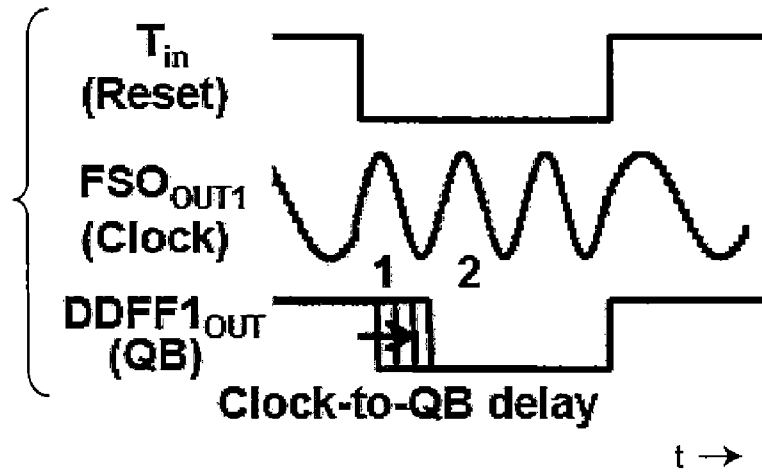 T_in
(Reset)
FSO_OUT1
(Clock)
1 2
DDFF1_OUT
(QB)
Clock-to-QB delay
t →